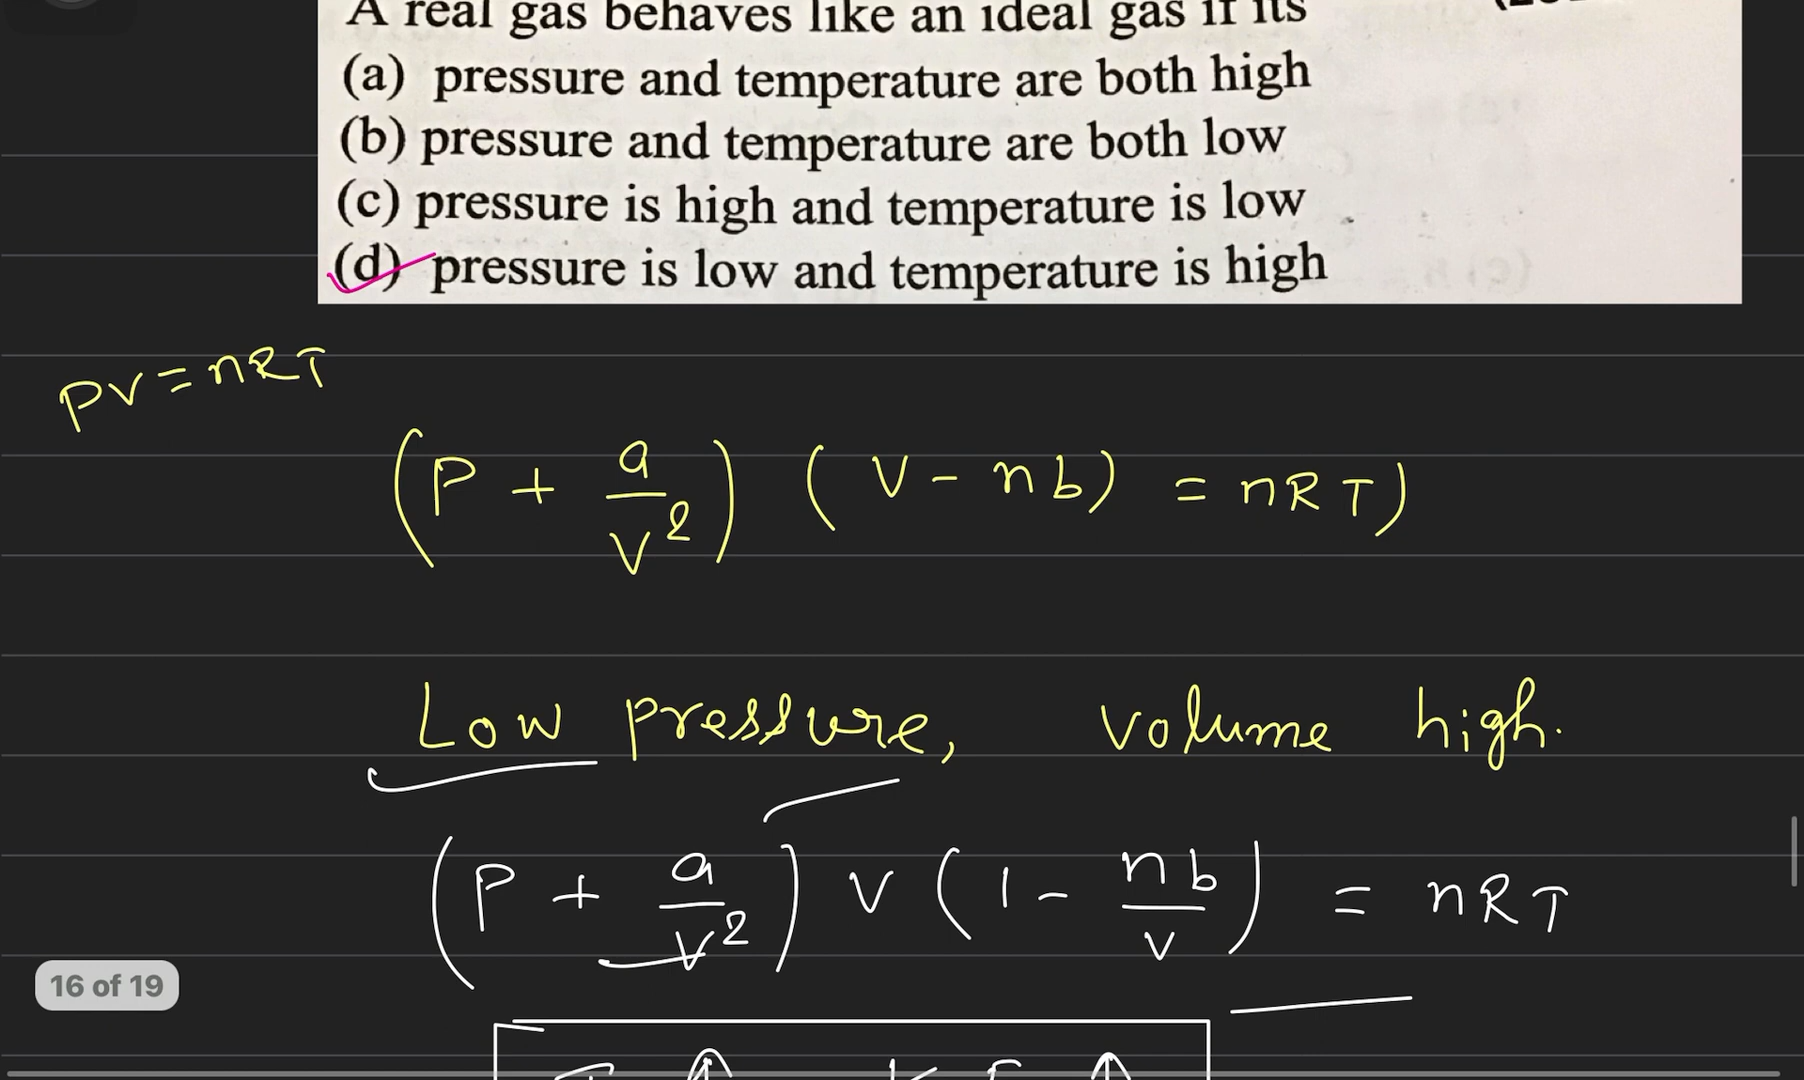 A real gas behaves like an ideal gas if its
(a) pressure and temperature are both high
(b) pressure and temperature are both low
(c) pressure is high and temperature is low
(d) pressure is low and temperature is high
PV = nRT
(P + a/V²) (V - nb) = nRT)
Low pressure, volume high.
(P + a/V²) V (1 - nb/V) = nRT
16 of 19